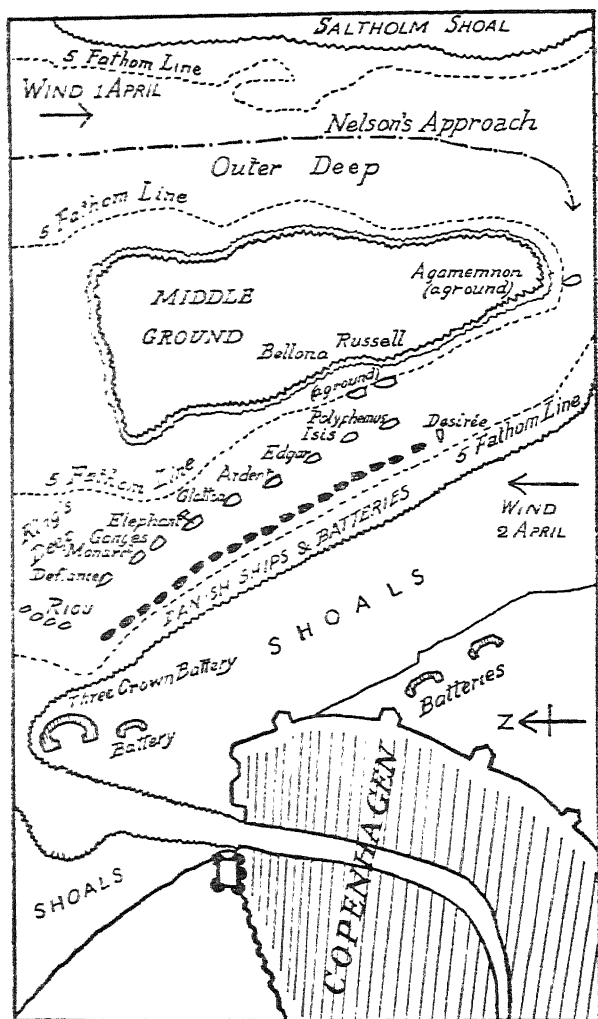 SALTHOLM SHOAL
5 Fathom Line
WIND 1 APRIL
Nelson's Approach
Outer Deep
5 Fathom Line
Agamemnon
(aground)
MIDDLE
GROUND
Bellona Russell
(aground)
Polyphemus
Isis
Desirée
Edgar
5 Fathom Line
5 Fathom Line
Ardent
Glatton
WIND
2 APRIL
King's
Deep
Elephant
Ganges
Monarch
Defiance
DANISH SHIPS & BATTERIES
RIOU
SHOALS
Three Crown Battery
Batteries
Battery
N
COPENHAGEN
SHOALS